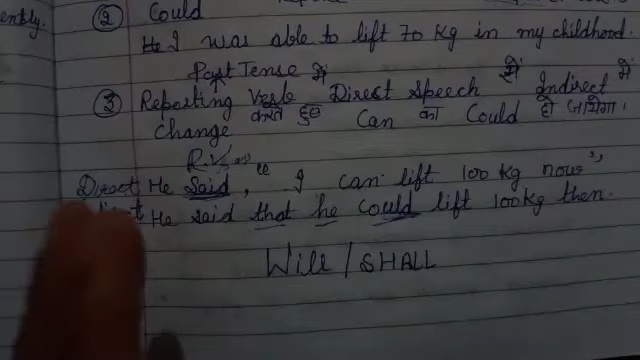 ently.
② Could
He I was able to lift 70 kg in my childhood.
Past Tense में
③ Reporting Verb Direct Speech से Indirect में
change करते हुए Can का Could हो जायेगा।
R.V.
Direct He Said, "I can lift 100 kg now",
He said that he could lift 100kg then.
Will / SHALL